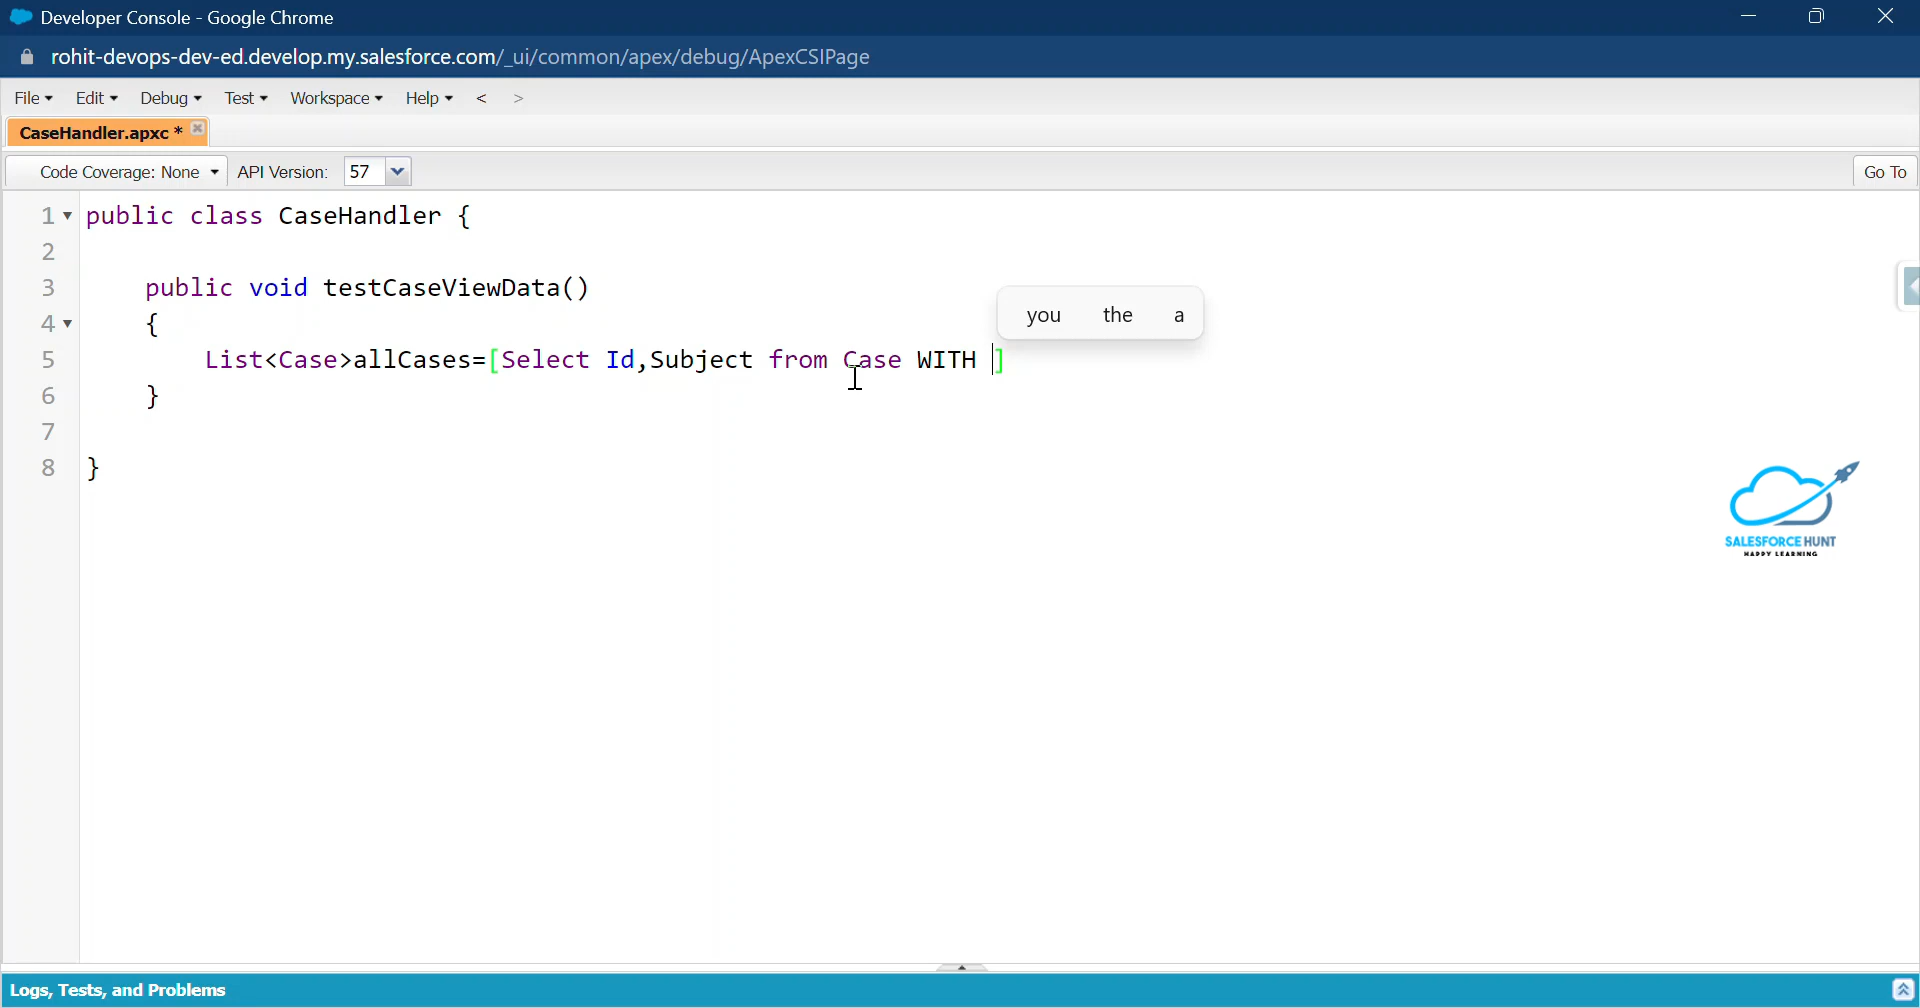 Developer Console - Google Chrome
rohit-devops-dev-ed.develop.my.salesforce.com/_ui/common/apex/debug/ApexCSIPage
File Edit Debug Test Workspace Help < >
CaseHandler.apxc *
Code Coverage: None API Version: 57 Go To
1 public class CaseHandler {
2
3 public void testCaseViewData()
4 {
you the a
5 List<Case>allCases=[Select Id,Subject from Case WITH ]
6 }
7
8 }
SALESFORCE HUNT
HAPPY LEARNING
Logs, Tests, and Problems